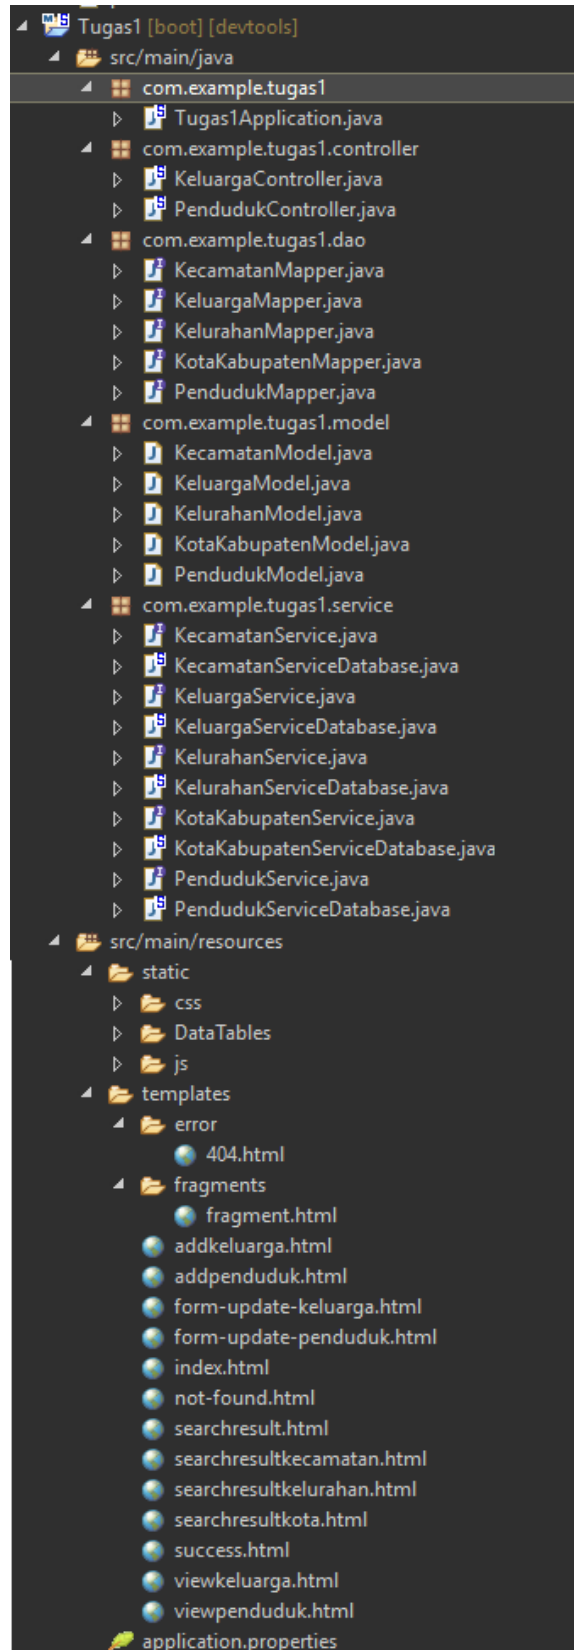 Tugas1 [boot] [devtools]
src/main/java
com.example.tugas1
Tugas1Application.java
com.example.tugas1.controller
KeluargaController.java
PendudukController.java
com.example.tugas1.dao
KecamatanMapper.java
KeluargaMapper.java
KelurahanMapper.java
KotaKabupatenMapper.java
PendudukMapper.java
com.example.tugas1.model
KecamatanModel.java
KeluargaModel.java
KelurahanModel.java
KotaKabupatenModel.java
PendudukModel.java
com.example.tugas1.service
KecamatanService.java
KecamatanServiceDatabase.java
KeluargaService.java
KeluargaServiceDatabase.java
KelurahanService.java
KelurahanServiceDatabase.java
KotaKabupatenService.java
KotaKabupatenServiceDatabase.java
PendudukService.java
PendudukServiceDatabase.java
src/main/resources
static
css
DataTables
js
templates
error
404.html
fragments
fragment.html
addkeluarga.html
addpenduduk.html
form-update-keluarga.html
form-update-penduduk.html
index.html
not-found.html
searchresult.html
searchresultkecamatan.html
searchresultkelurahan.html
searchresultkota.html
success.html
viewkeluarga.html
viewpenduduk.html
application.properties